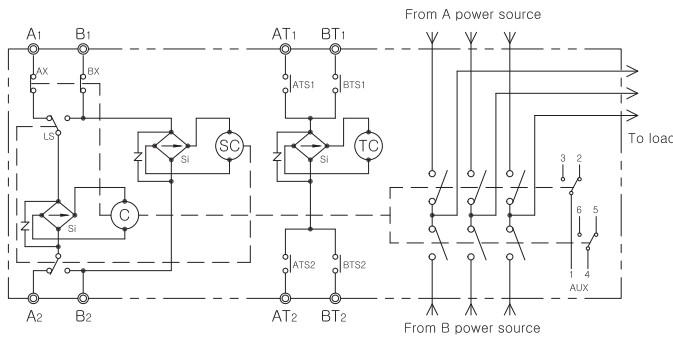 From A power source
A1
B1
AT1
BT1
AX
BX
ATS1
BTS1
LS
Si
SC
Si
TC
To load
3 2
Si
C
6 5
ATS2
BTS2
1 4
AUX
A2
B2
AT2
BT2
From B power source